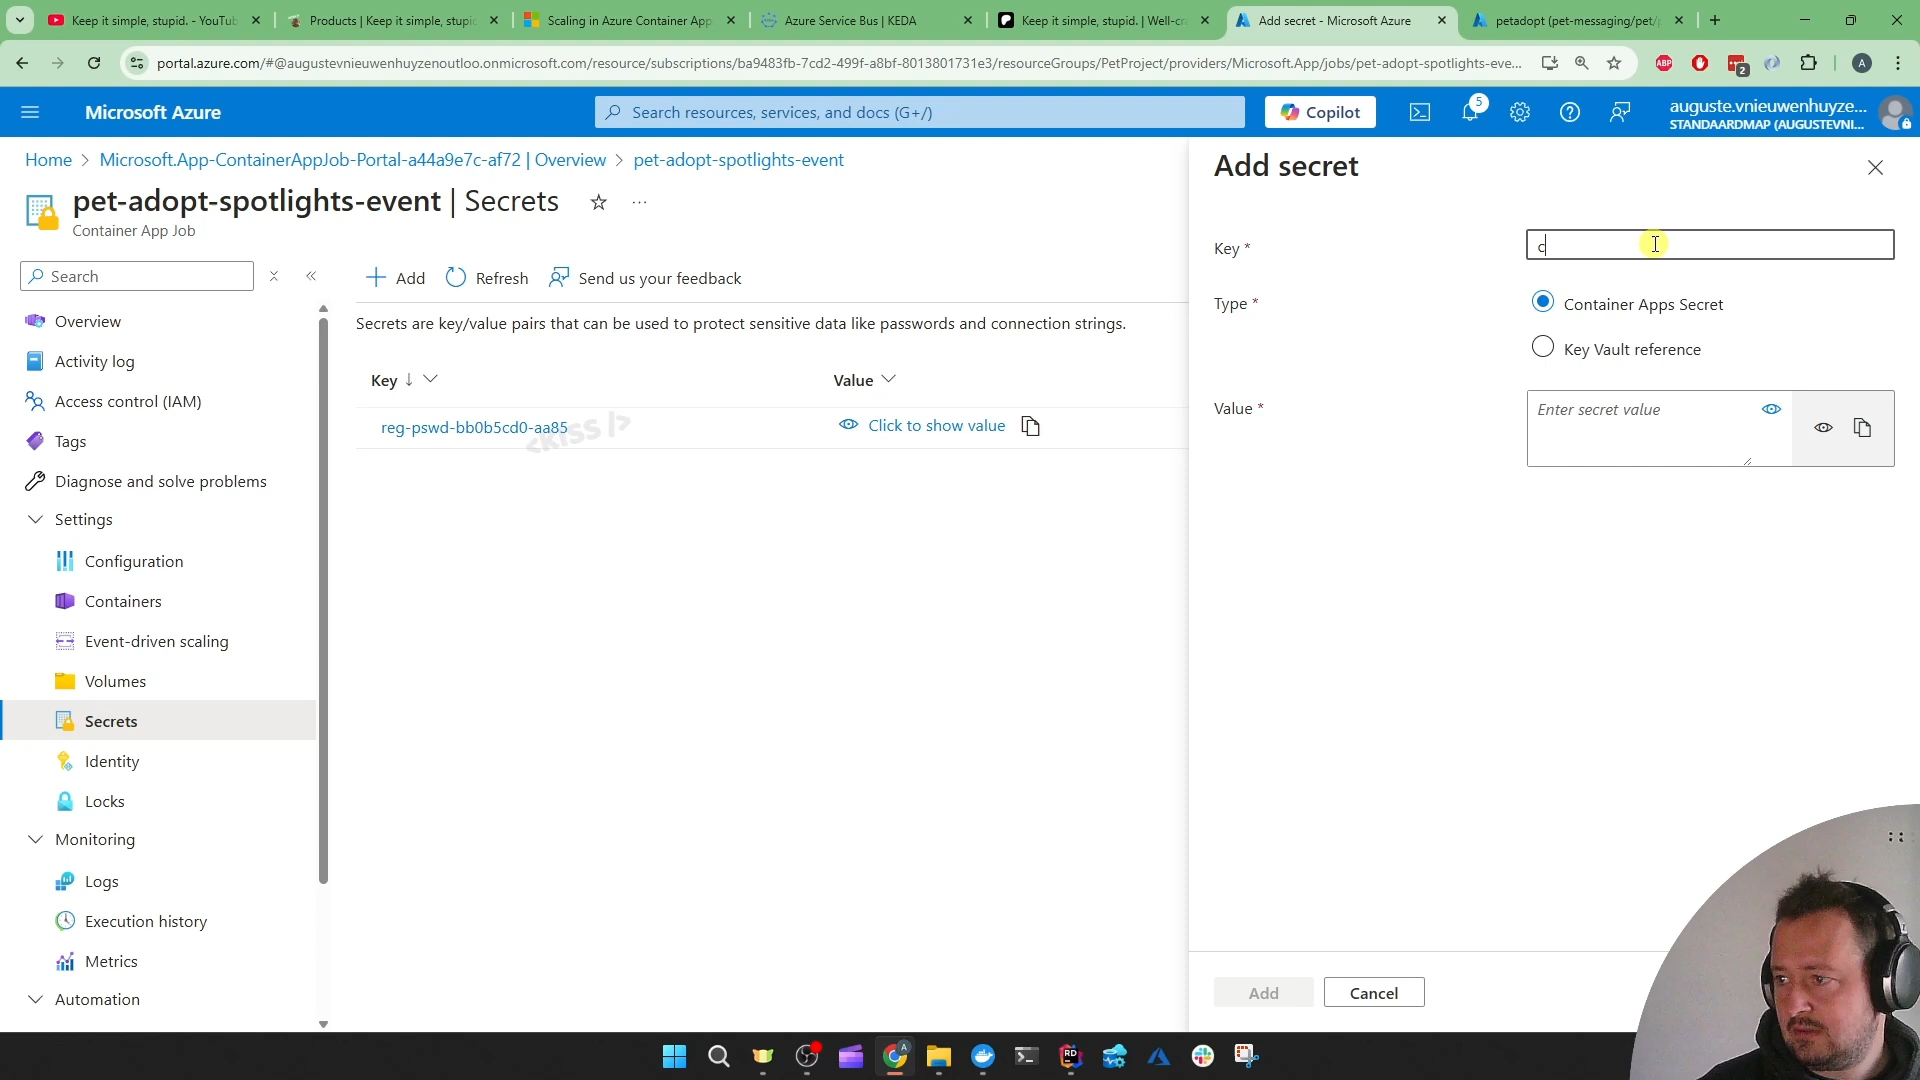 Keep it simple, stupid. - YouTub
Products | Keep it simple, stupid
Scaling in Azure Container App
Azure Service Bus | KEDA
Keep it simple, stupid. | Well-cr
Add secret - Microsoft Azure
petadopt (pet-messaging/pet/p
portal.azure.com/#@augustevnieuwenhuyzenoutloo.onmicrosoft.com/resource/subscriptions/ba9483fb-7cd2-499f-a8bf-8013801731e3/resourceGroups/PetProject/providers/Microsoft.App/jobs/pet-adopt-spotlights-eve...
ABP
2
A
Microsoft Azure
Search resources, services, and docs (G+/)
Copilot
5
auguste.vnieuwenhuyze...
STANDAARDMAP (AUGUSTEVNI...
Home > Microsoft.App-ContainerAppJob-Portal-a44a9e7c-af72 | Overview > pet-adopt-spotlights-event
pet-adopt-spotlights-event | Secrets
Container App Job
Search
Overview
Activity log
Access control (IAM)
Tags
Diagnose and solve problems
Settings
Configuration
Containers
Event-driven scaling
Volumes
Secrets
Identity
Locks
Monitoring
Logs
Execution history
Metrics
Automation
Add
Refresh
Send us your feedback
Secrets are key/value pairs that can be used to protect sensitive data like passwords and connection strings.
Key ↓
Value
reg-pswd-bb0b5cd0-aa85
Click to show value
<kiss />
Add secret
Key *
c
Type *
Container Apps Secret
Key Vault reference
Value *
Enter secret value
Add
Cancel
A
RD